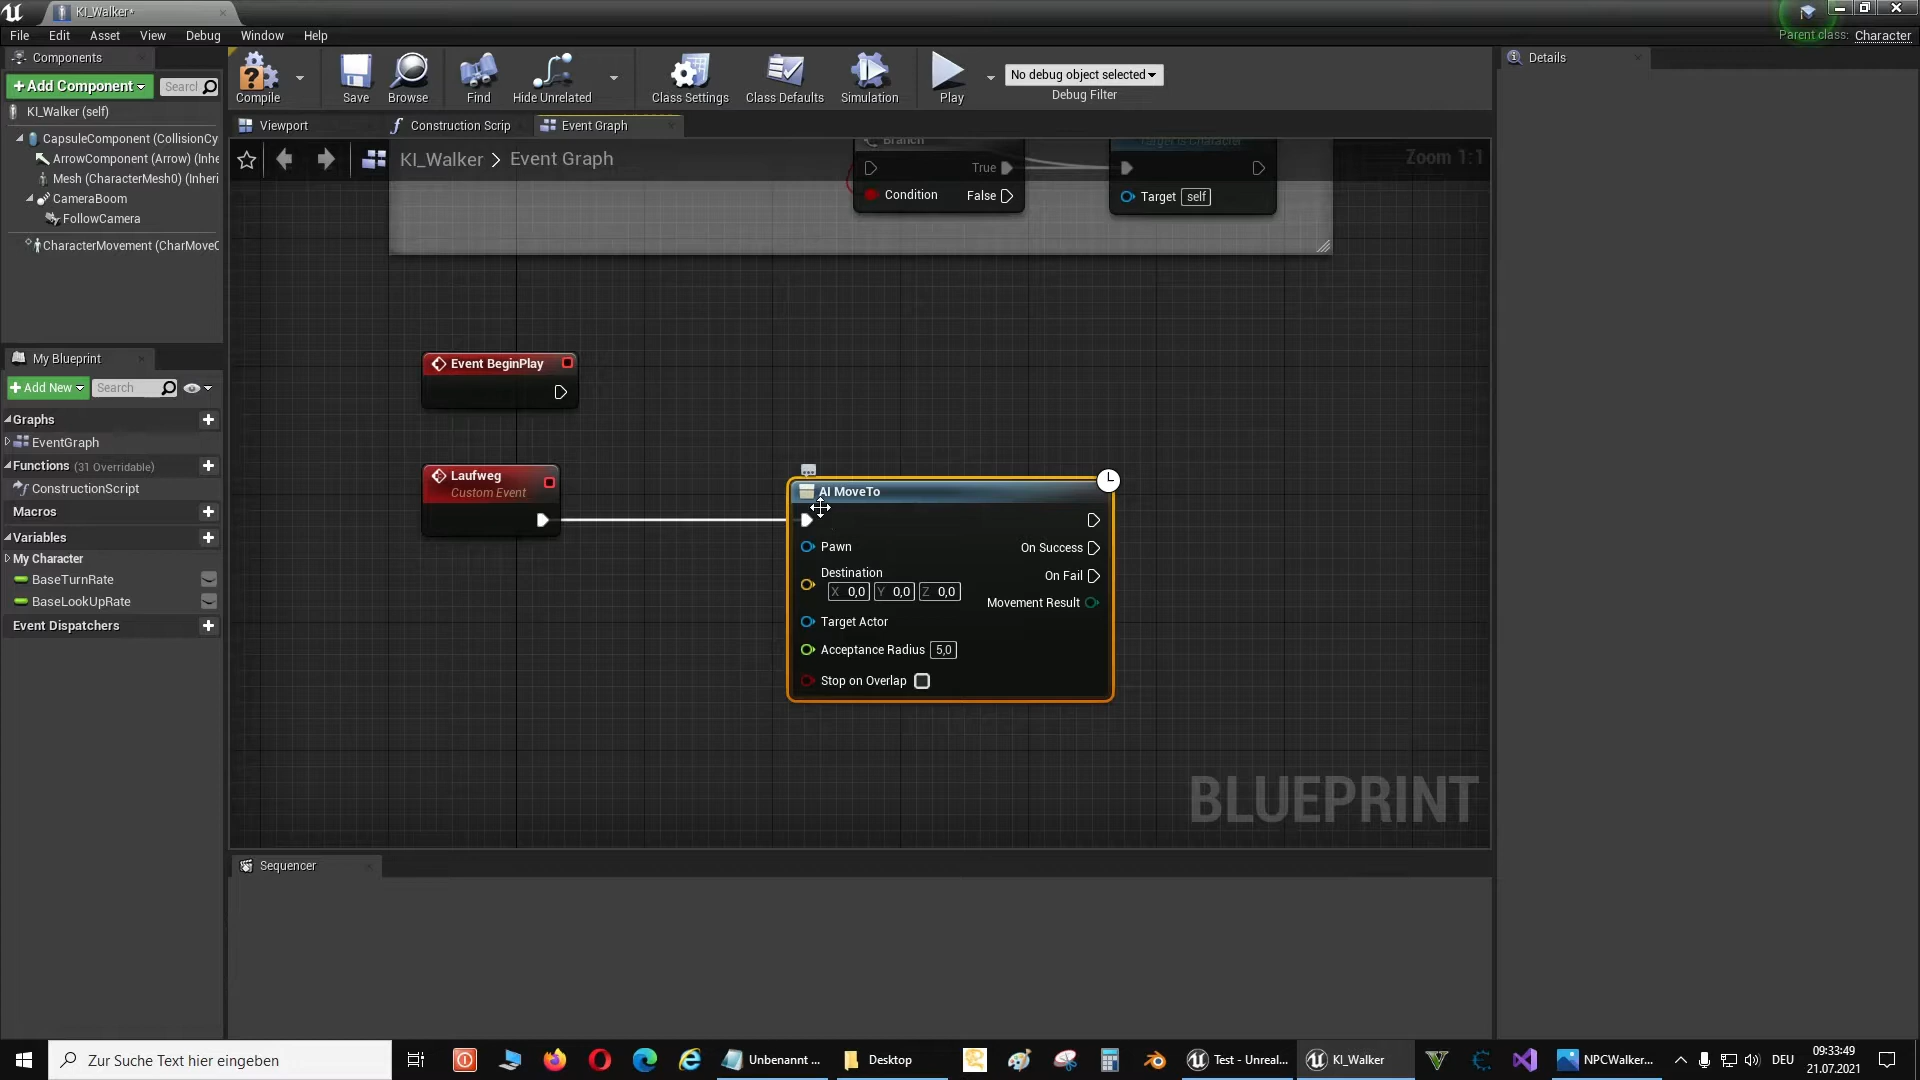 KI_Walker*
File Edit Asset View Debug Window Help
Parent class: Character
Components
+ Add Component
Search
KI_Walker (self)
CapsuleComponent (CollisionCy
ArrowComponent (Arrow) (Inhe
Mesh (CharacterMesh0) (Inheri
CameraBoom
FollowCamera
CharacterMovement (CharMoveC
Compile
Save
Browse
Find
Hide Unrelated
Class Settings
Class Defaults
Simulation
Play
No debug object selected
Debug Filter
Details
Viewport
Construction Scrip
Event Graph
KI_Walker > Event Graph
Zoom 1:1
Branch
True
Condition
False
Target is Character
Target self
Event BeginPlay
Laufweg
Custom Event
AI MoveTo
Pawn
On Success
Destination
X 0,0 Y 0,0 Z 0,0
On Fail
Movement Result
Target Actor
Acceptance Radius 5,0
Stop on Overlap
BLUEPRINT
My Blueprint
+ Add New
Search
Graphs
EventGraph
Functions (31 Overridable)
ConstructionScript
Macros
Variables
My Character
BaseTurnRate
BaseLookUpRate
Event Dispatchers
Sequencer
Zur Suche Text hier eingeben
Unbenannt ...
Desktop
Test - Unreal...
KI_Walker
NPCWalker...
DEU
09:33:49
21.07.2021